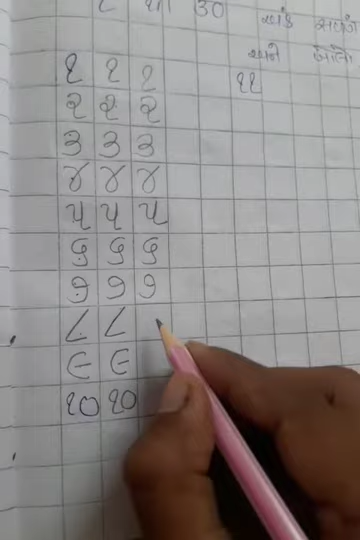 30
૧ ૧ ૧ ૧૧
૨ ૨ ૨
૩ ૩ ૩
૪ ૪ ૪
૫ ૫ ૫
૬ ૬ ૬
૭ ૭ ૭
૮ ૮
૯ ૯
૧૦ ૧૦